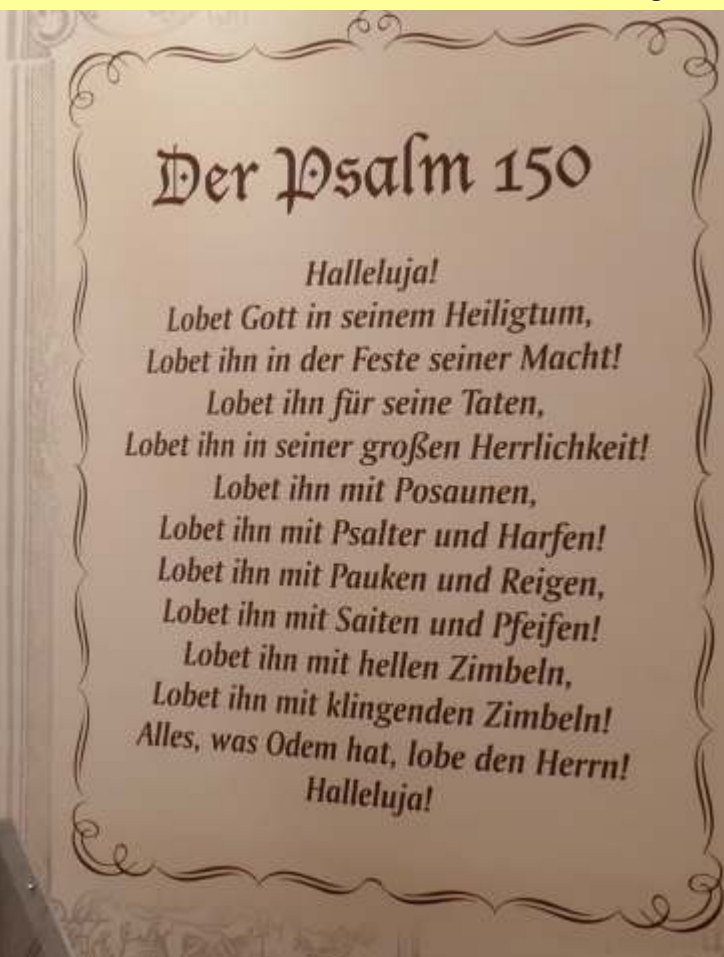 Der Psalm 150
Halleluja!
Lobet Gott in seinem Heiligtum,
Lobet ihn in der Feste seiner Macht!
Lobet ihn für seine Taten,
Lobet ihn in seiner großen Herrlichkeit!
Lobet ihn mit Posaunen,
Lobet ihn mit Psalter und Harfen!
Lobet ihn mit Pauken und Reigen,
Lobet ihn mit Saiten und Pfeifen!
Lobet ihn mit hellen Zimbeln,
Lobet ihn mit klingenden Zimbeln!
Alles, was Odem hat, lobe den Herrn!
Halleluja!